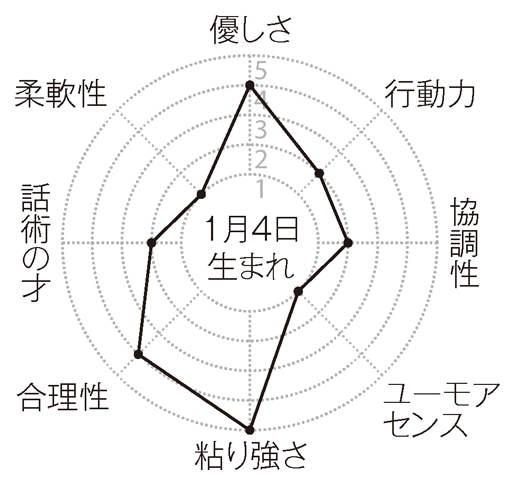 優しさ
行動力
協調性
ユーモア
センス
粘り強さ
合理性
話術の才
柔軟性
5
4
3
2
1
1月4日
生まれ